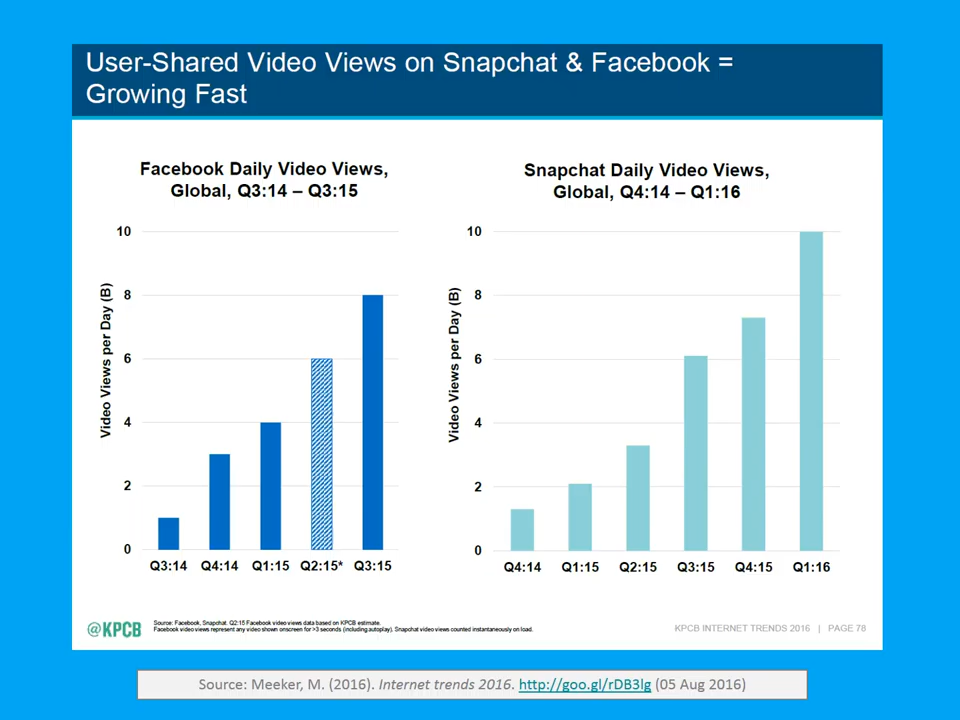 User-Shared Video Views on Snapchat & Facebook =
Growing Fast
Facebook Daily Video Views,
Global, Q3:14 – Q3:15
10
8
6
4
2
0
Video Views per Day (B)
Q3:14 Q4:14 Q1:15 Q2:15* Q3:15
Snapchat Daily Video Views,
Global, Q4:14 – Q1:16
10
8
6
4
2
0
Video Views per Day (B)
Q4:14 Q1:15 Q2:15 Q3:15 Q4:15 Q1:16
@KPCB
Source: Facebook, Snapchat. Q2:15 Facebook video views data based on KPCB estimate.
Facebook video views represent any video shown onscreen for >3 seconds (including autoplay). Snapchat video views counted instantaneously on load.
KPCB INTERNET TRENDS 2016 | PAGE 78
Source: Meeker, M. (2016). Internet trends 2016. http://goo.gl/rDB3lg (05 Aug 2016)